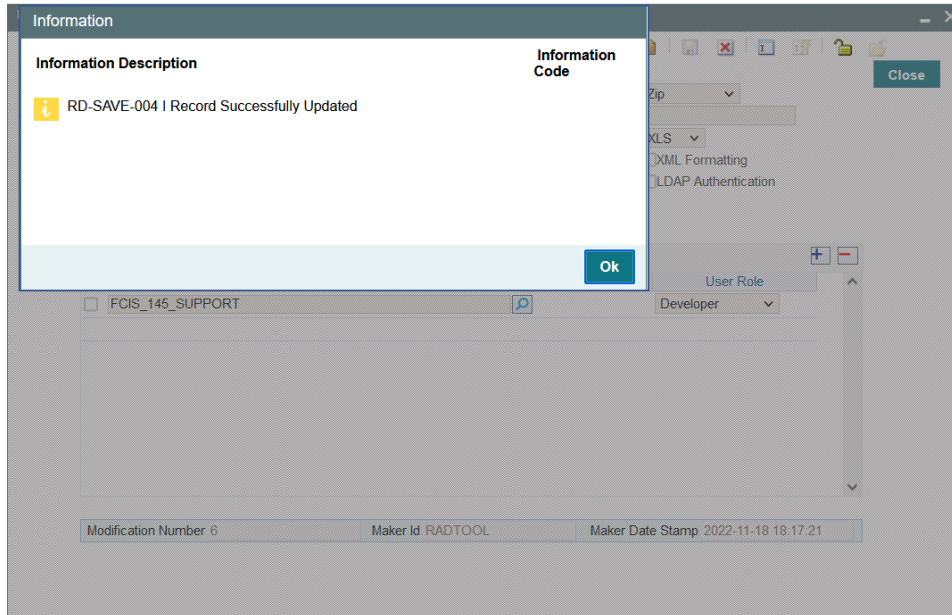 Information
Information Description
Information
Code
RD-SAVE-004 I Record Successfully Updated
Ok
Close
Zip
XLS
XML Formatting
LDAP Authentication
User Role
FCIS_145_SUPPORT
Developer
Modification Number 6
Maker Id RADTOOL
Maker Date Stamp 2022-11-18 18:17:21